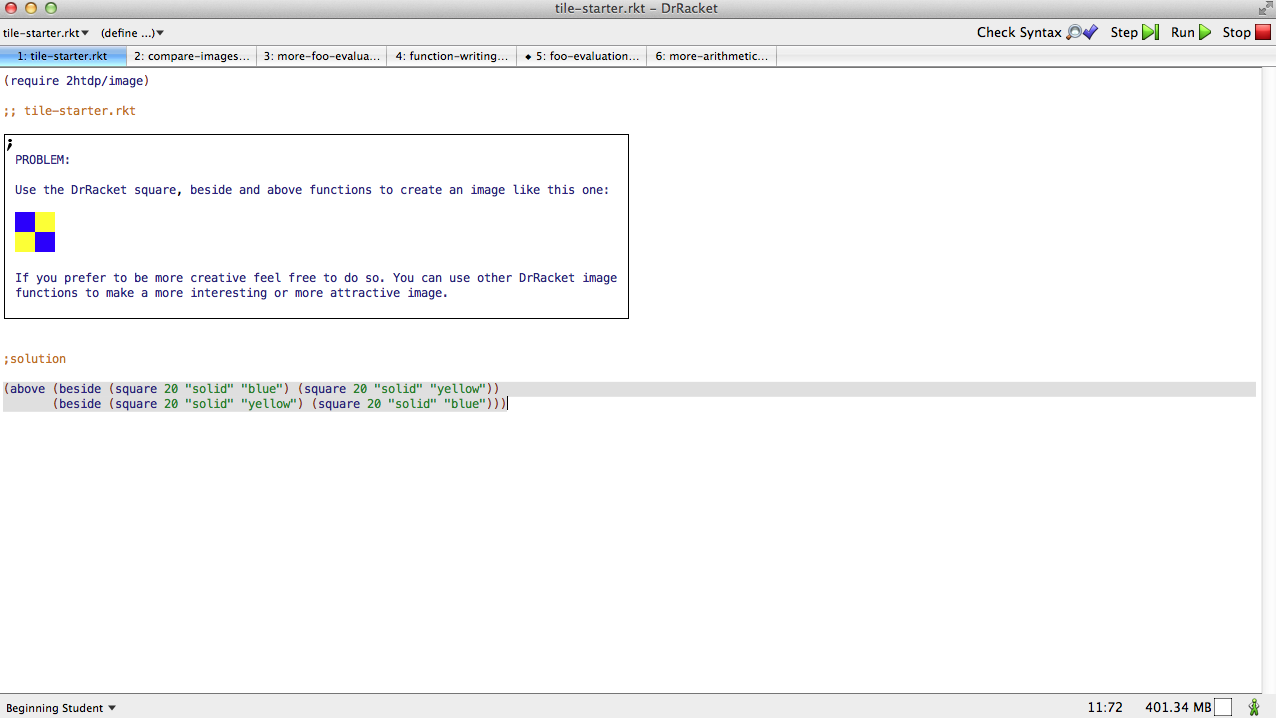 tile-starter.rkt – DrRacket
tile-starter.rkt▾ (define ...)▾ Check Syntax Step Run Stop
1: tile-starter.rkt 2: compare-images... 3: more-foo-evalua... 4: function-writing... ⬥ 5: foo-evaluation... 6: more-arithmetic...
(require 2htdp/image)
;; tile-starter.rkt
;
PROBLEM:
Use the DrRacket square, beside and above functions to create an image like this one:
If you prefer to be more creative feel free to do so. You can use other DrRacket image
functions to make a more interesting or more attractive image.
;solution
(above (beside (square 20 "solid" "blue") (square 20 "solid" "yellow"))
(beside (square 20 "solid" "yellow") (square 20 "solid" "blue")))
Beginning Student ▾ 11:72 401.34 MB